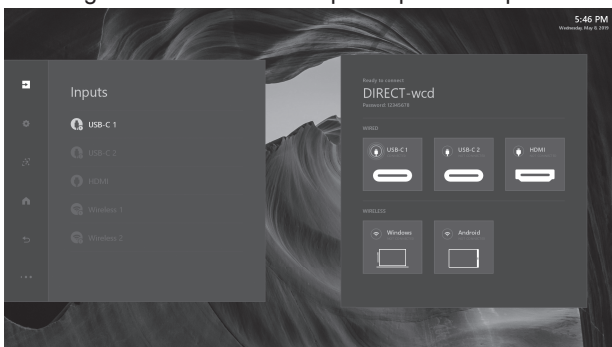 5:46 PM
Wednesday, May 8, 2019
Inputs
USB-C 1
USB-C 2
HDMI
Wireless 1
Wireless 2
Ready to connect
DIRECT-wcd
Password: 12345678
WIRED
USB-C 1
USB-C 2
HDMI
WIRELESS
Windows
Android